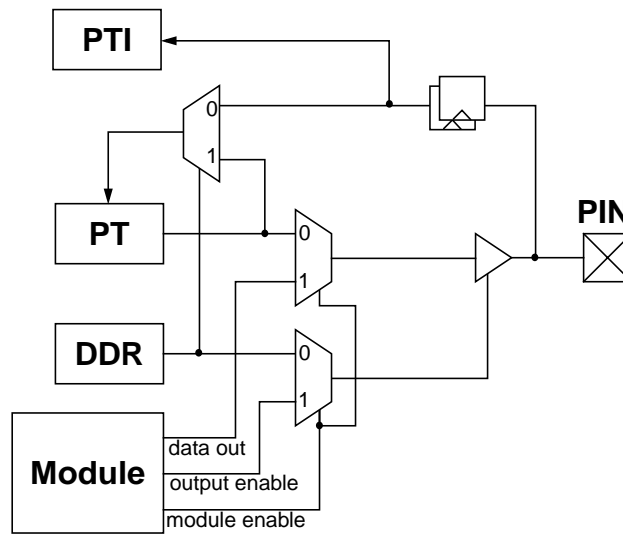 PTI
0
1
PT
PIN
0
1
DDR
0
1
Module
data out
output enable
module enable